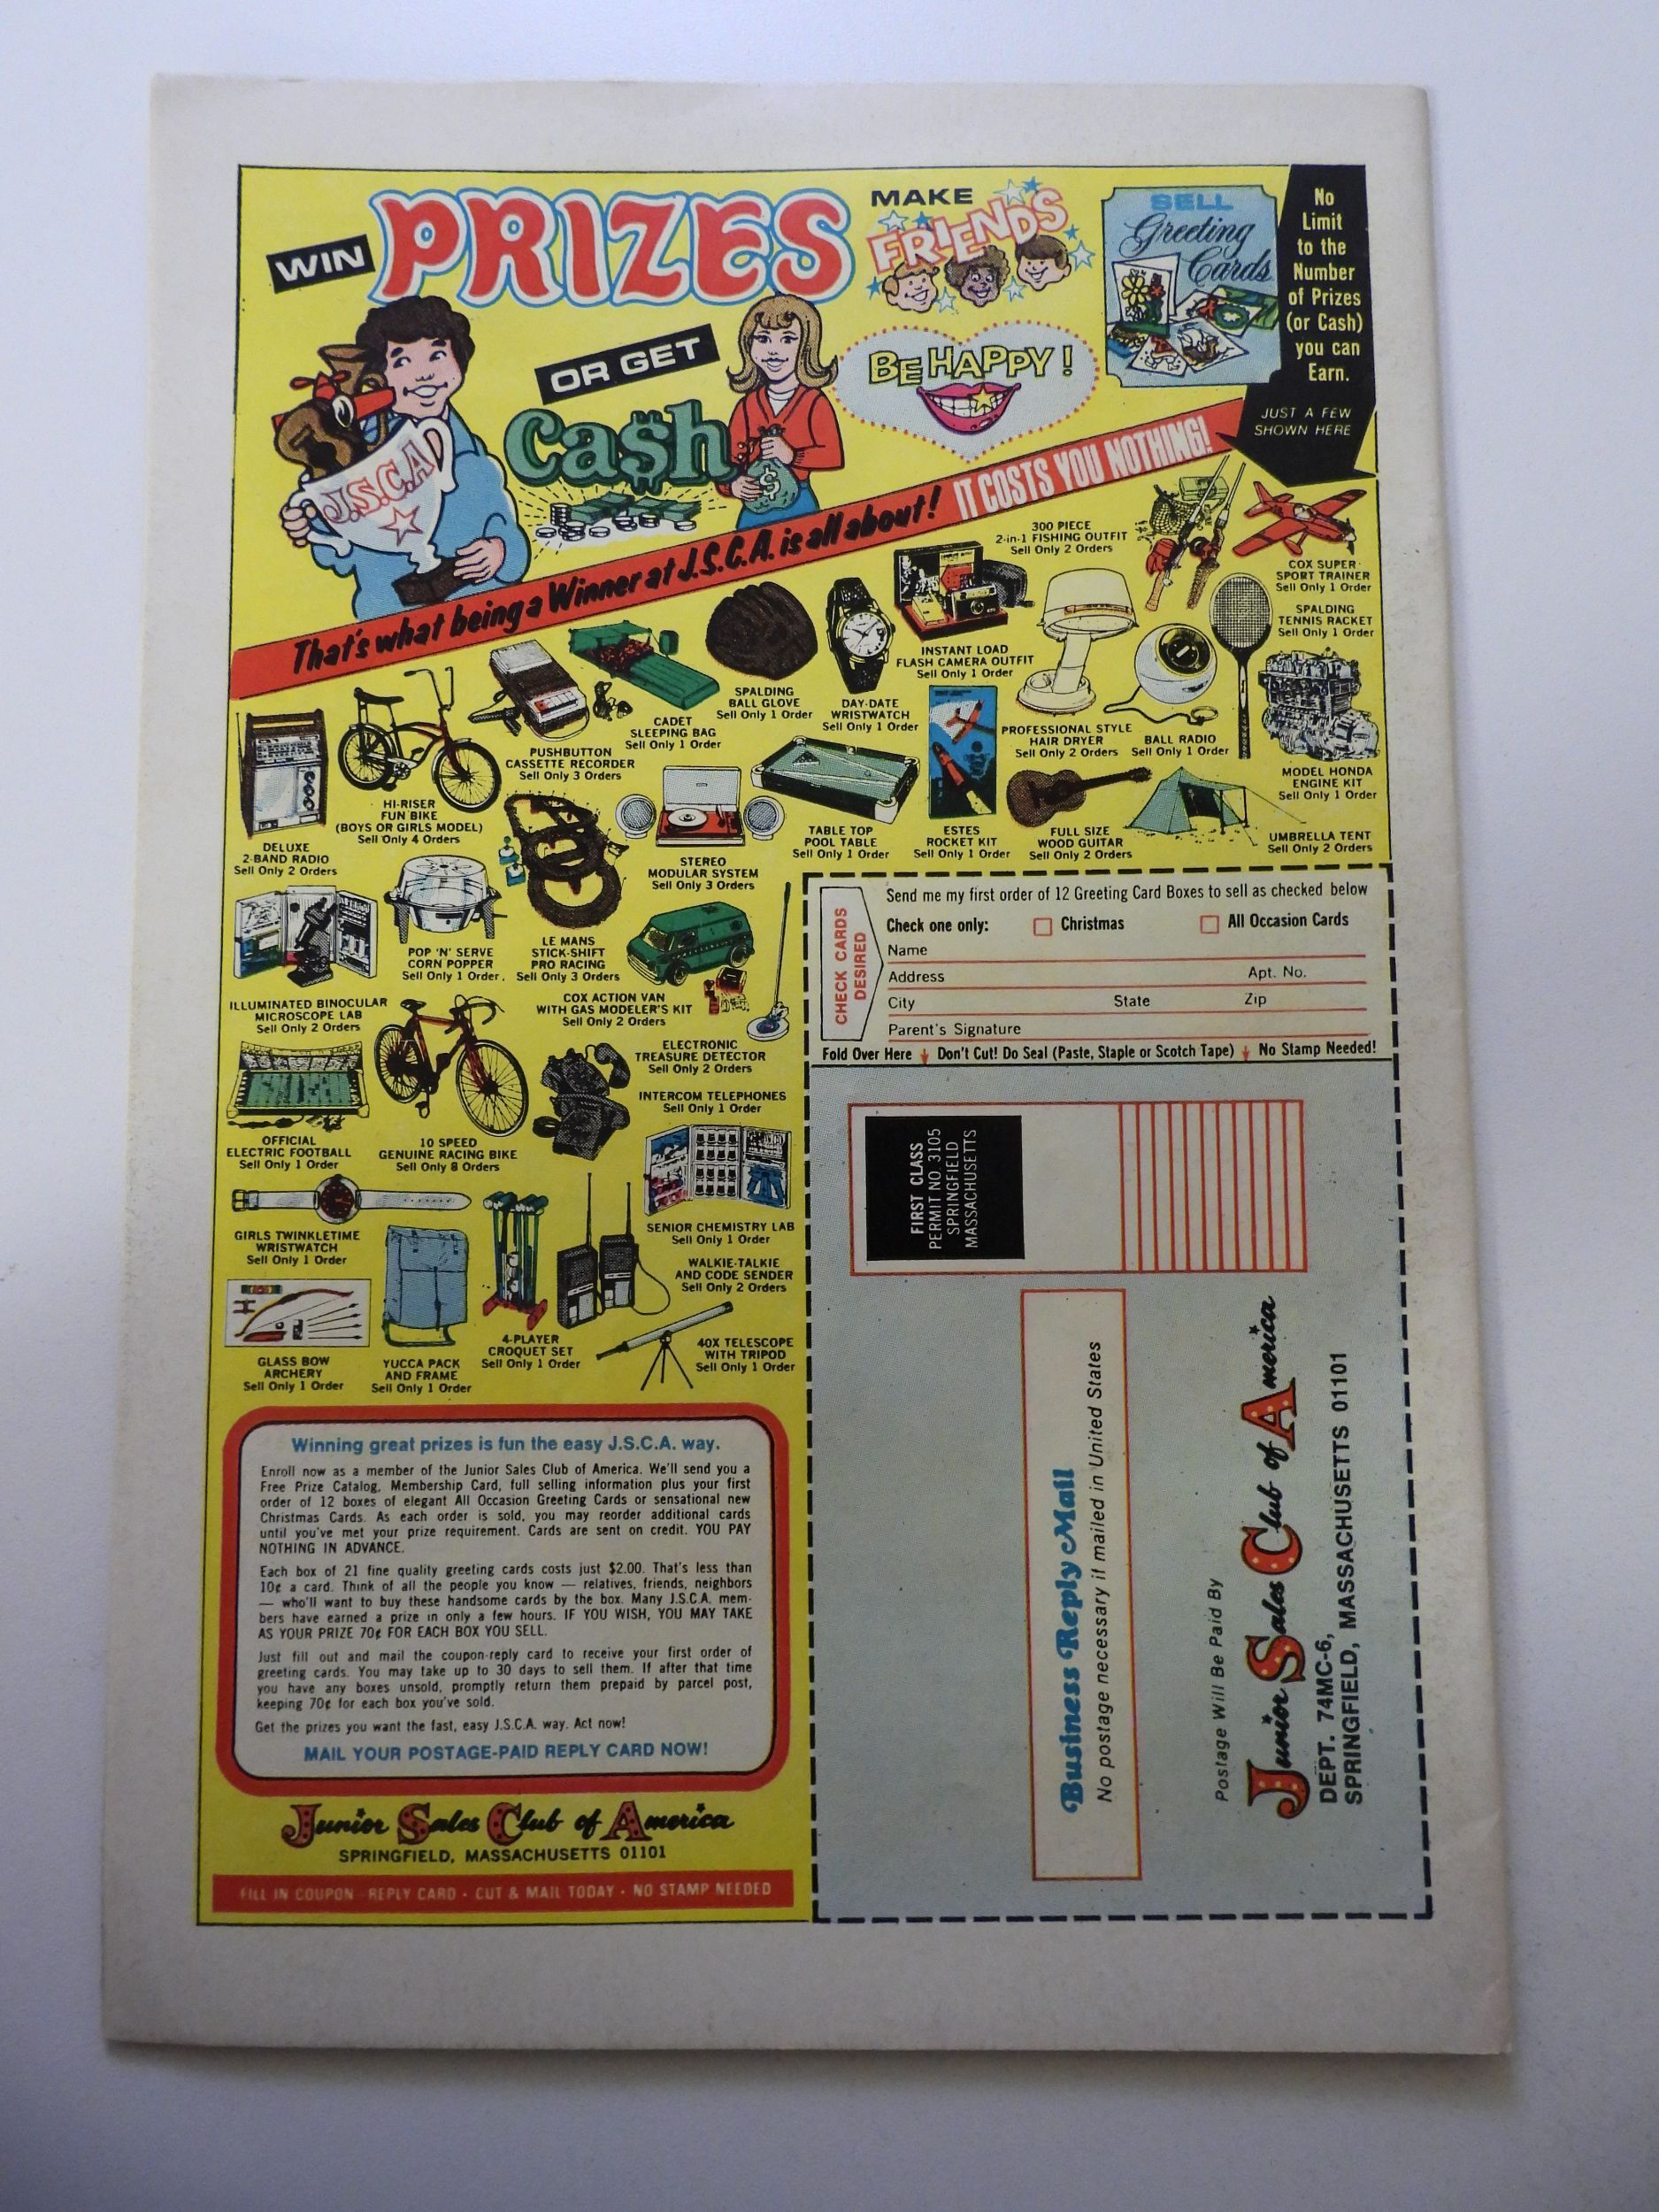 WIN PRIZES
MAKE
FRIENDS
SELL
Greeting
Cards
No
Limit
to the
Number
of Prizes
(or Cash)
you can
Earn.
JUST A FEW
SHOWN HERE
OR GET
Ca$h
$
BE HAPPY!
J.S.C.A
That's what being a Winner at J.S.C.A. is all about! IT COSTS YOU NOTHING!
300 PIECE
2-in-1 FISHING OUTFIT
Sell Only 2 Orders
COX SUPER-
SPORT TRAINER
Sell Only 1 Order
SPALDING
TENNIS RACKET
Sell Only 1 Order
INSTANT LOAD
FLASH CAMERA OUTFIT
Sell Only 1 Order
SPALDING
BALL GLOVE
Sell Only 1 Order
DAY-DATE
WRISTWATCH
Sell Only 1 Order
CADET
SLEEPING BAG
Sell Only 1 Order
PROFESSIONAL STYLE
HAIR DRYER
Sell Only 2 Orders
BALL RADIO
Sell Only 1 Order
PUSHBUTTON
CASSETTE RECORDER
Sell Only 3 Orders
MODEL HONDA
ENGINE KIT
Sell Only 1 Order
HI-RISER
FUN BIKE
(BOYS OR GIRLS MODEL)
Sell Only 4 Orders
DELUXE
2-BAND RADIO
Sell Only 2 Orders
STEREO
MODULAR SYSTEM
Sell Only 3 Orders
TABLE TOP
POOL TABLE
Sell Only 1 Order
ESTES
ROCKET KIT
Sell Only 1 Order
FULL SIZE
WOOD GUITAR
Sell Only 2 Orders
UMBRELLA TENT
Sell Only 2 Orders
POP 'N' SERVE
CORN POPPER
Sell Only 1 Order.
LE MANS
STICK-SHIFT
PRO RACING
Sell Only 3 Orders
ILLUMINATED BINOCULAR
MICROSCOPE LAB
Sell Only 2 Orders
COX ACTION VAN
WITH GAS MODELER'S KIT
Sell Only 2 Orders
ELECTRONIC
TREASURE DETECTOR
Sell Only 2 Orders
INTERCOM TELEPHONES
Sell Only 1 Order
OFFICIAL
ELECTRIC FOOTBALL
Sell Only 1 Order
10 SPEED
GENUINE RACING BIKE
Sell Only 8 Orders
GIRLS TWINKLETIME
WRISTWATCH
Sell Only 1 Order
SENIOR CHEMISTRY LAB
Sell Only 1 Order
WALKIE-TALKIE
AND CODE SENDER
Sell Only 2 Orders
GLASS BOW
ARCHERY
Sell Only 1 Order
YUCCA PACK
AND FRAME
Sell Only 1 Order
4-PLAYER
CROQUET SET
Sell Only 1 Order
40X TELESCOPE
WITH TRIPOD
Sell Only 1 Order
Winning great prizes is fun the easy J.S.C.A. way.
Enroll now as a member of the Junior Sales Club of America. We'll send you a
Free Prize Catalog, Membership Card, full selling information plus your first
order of 12 boxes of elegant All Occasion Greeting Cards or sensational new
Christmas Cards. As each order is sold, you may reorder additional cards
until you've met your prize requirement. Cards are sent on credit. YOU PAY
NOTHING IN ADVANCE.
Each box of 21 fine quality greeting cards costs just $2.00. That's less than
10¢ a card. Think of all the people you know — relatives, friends, neighbors
— who'll want to buy these handsome cards by the box. Many J.S.C.A. mem-
bers have earned a prize in only a few hours. IF YOU WISH, YOU MAY TAKE
AS YOUR PRIZE 70¢ FOR EACH BOX YOU SELL.
Just fill out and mail the coupon-reply card to receive your first order of
greeting cards. You may take up to 30 days to sell them. If after that time
you have any boxes unsold, promptly return them prepaid by parcel post,
keeping 70¢ for each box you've sold.
Get the prizes you want the fast, easy J.S.C.A. way. Act now!
MAIL YOUR POSTAGE-PAID REPLY CARD NOW!
Junior Sales Club of America
SPRINGFIELD, MASSACHUSETTS 01101
FILL IN COUPON - REPLY CARD - CUT & MAIL TODAY - NO STAMP NEEDED
CHECK CARDS
DESIRED
Send me my first order of 12 Greeting Card Boxes to sell as checked below
Check one only: Christmas All Occasion Cards
Name
Address Apt. No.
City State Zip
Parent's Signature
Fold Over Here Don't Cut! Do Seal (Paste, Staple or Scotch Tape) No Stamp Needed!
FIRST CLASS
PERMIT NO. 3105
SPRINGFIELD
MASSACHUSETTS
Business Reply Mail
No postage necessary if mailed in United States
Postage Will Be Paid By
Junior Sales Club of America
DEPT. 74MC-6,
SPRINGFIELD, MASSACHUSETTS 01101